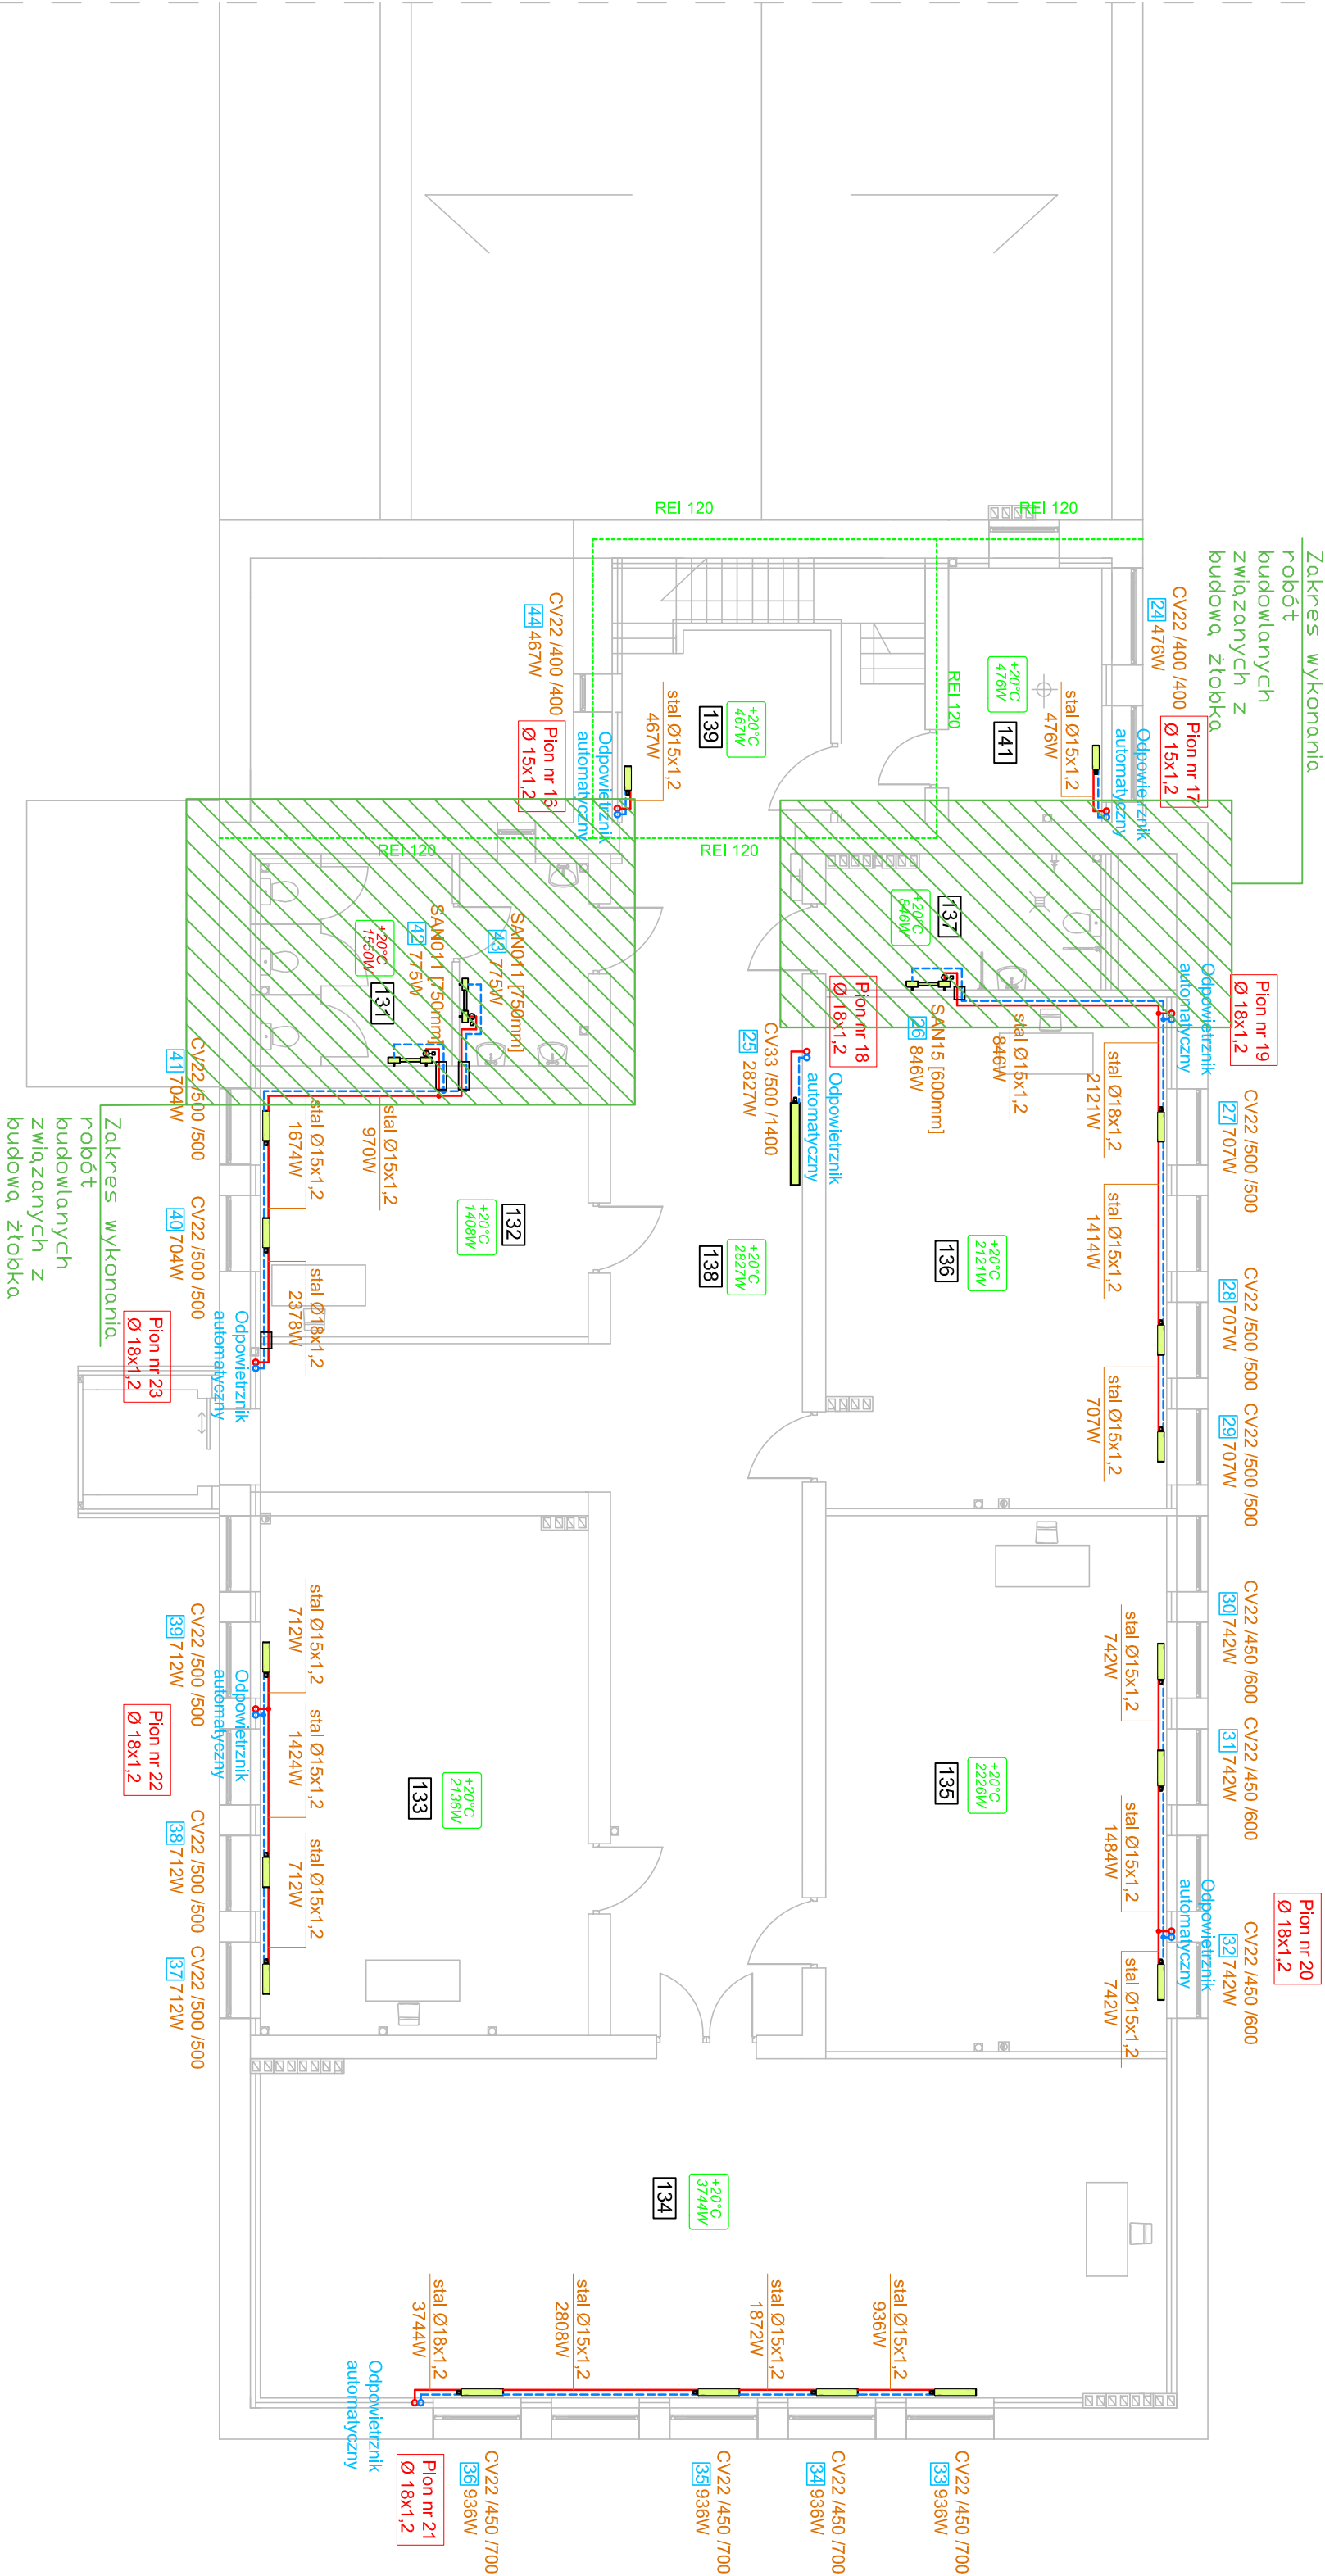 Zakres wykonania
robót
budowlanych
związanych z
budową żłobka
REI 120
REI 120
REI 120
REI 120
REI 120
CV22 /400 /400
24 476W
Pion nr 17
Ø 15x1,2
Odpowietrznik
automatyczny
stal Ø15x1,2
476W
+20°C
476W
141
+20°C
467W
139
stal Ø15x1,2
467W
CV22 /400 /400
44 467W
Pion nr 16
Ø 15x1,2
Odpowietrznik
automatyczny
137
+20°C
846W
Pion nr 19
Ø 18x1,2
Odpowietrznik
automatyczny
SAN15 [600mm]
26 846W
stal Ø15x1,2
846W
Pion nr 18
Ø 18x1,2
Odpowietrznik
automatyczny
CV33 /500 /1400
25 2827W
stal Ø18x1,2
2121W
stal Ø15x1,2
1414W
stal Ø15x1,2
707W
CV22 /500 /500
27 707W
CV22 /500 /500
28 707W
CV22 /500 /500
29 707W
+20°C
2121W
136
+20°C
2827W
138
SAN011 [750mm]
43 775W
SAN011 [750mm]
42 775W
+20°C
1550W
131
stal Ø15x1,2
970W
stal Ø15x1,2
1674W
stal Ø18x1,2
2378W
CV22 /500 /500
41 704W
CV22 /500 /500
40 704W
132
+20°C
1408W
Odpowietrznik
automatyczny
Pion nr 23
Ø 18x1,2
Zakres wykonania
robót
budowlanych
związanych z
budową żłobka
CV22 /450 /600
30 742W
CV22 /450 /600
31 742W
CV22 /450 /600
32 742W
Pion nr 20
Ø 18x1,2
Odpowietrznik
automatyczny
stal Ø15x1,2
742W
stal Ø15x1,2
1484W
stal Ø15x1,2
742W
+20°C
2226W
135
+20°C
2136W
133
stal Ø15x1,2
712W
stal Ø15x1,2
1424W
stal Ø15x1,2
712W
Odpowietrznik
automatyczny
Pion nr 22
Ø 18x1,2
CV22 /500 /500
39 712W
CV22 /500 /500
38 712W
CV22 /500 /500
37 712W
+20°C
3744W
134
stal Ø15x1,2
936W
stal Ø15x1,2
1872W
stal Ø15x1,2
2808W
stal Ø18x1,2
3744W
Odpowietrznik
automatyczny
Pion nr 21
Ø 18x1,2
CV22 /450 /700
33 936W
CV22 /450 /700
34 936W
CV22 /450 /700
35 936W
CV22 /450 /700
36 936W